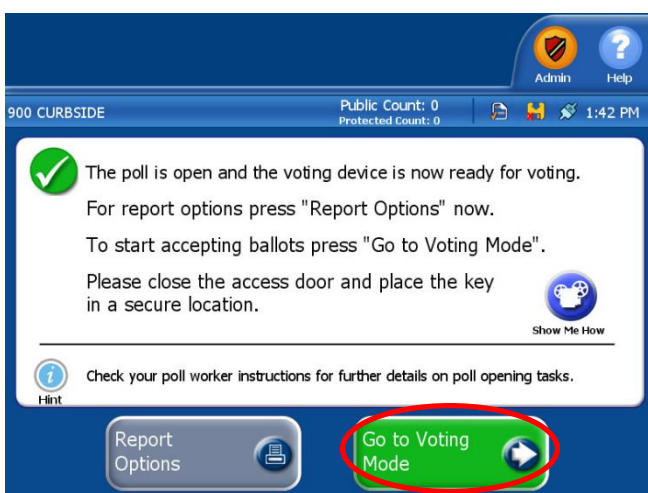 Admin
Help
900 CURBSIDE
Public Count: 0
Protected Count: 0
1:42 PM
The poll is open and the voting device is now ready for voting.
For report options press "Report Options" now.
To start accepting ballots press "Go to Voting Mode".
Please close the access door and place the key
in a secure location.
Show Me How
Check your poll worker instructions for further details on poll opening tasks.
Hint
Report
Options
Go to Voting
Mode